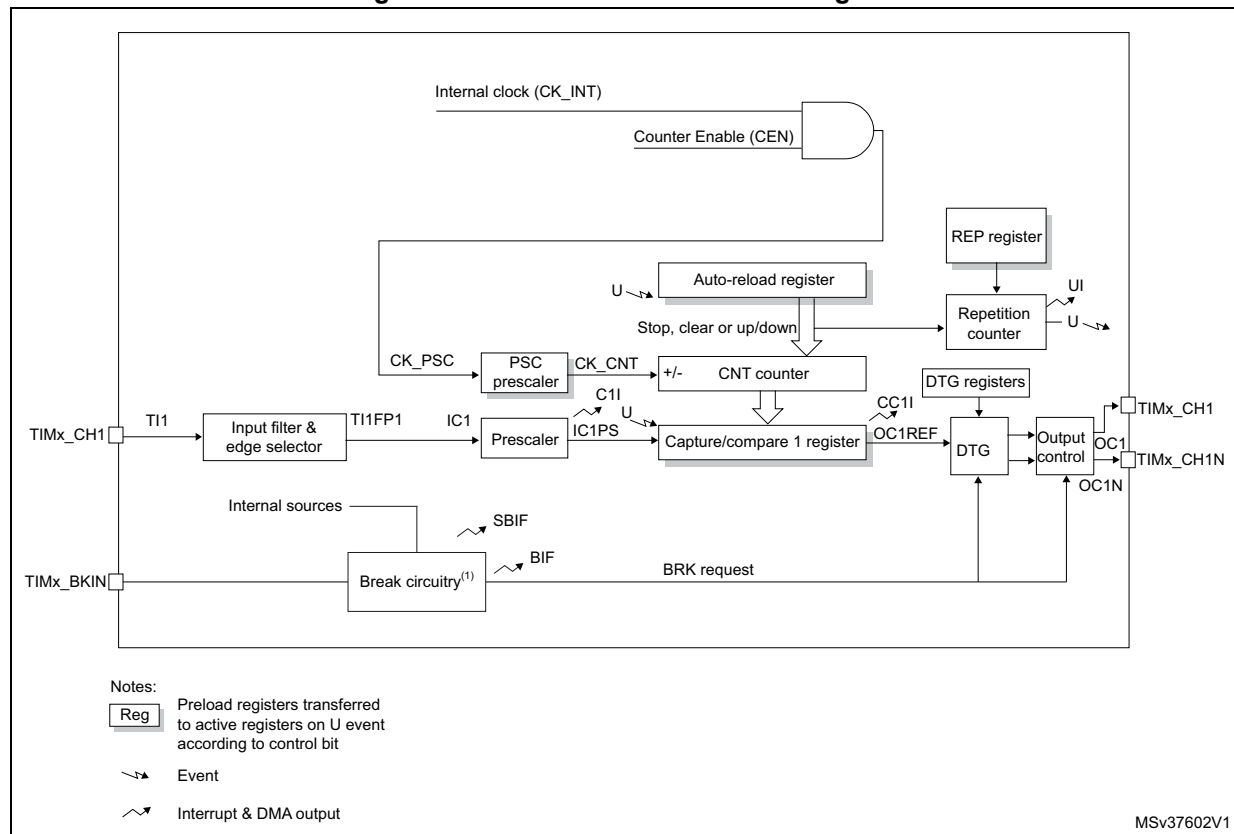 Internal clock (CK_INT)
Counter Enable (CEN)
REP register
Auto-reload register
U
UI
Repetition
counter
U
Stop, clear or up/down
CK_PSC
PSC
prescaler
CK_CNT
+/-
CNT counter
DTG registers
TIMx_CH1
TI1
Input filter &
edge selector
TI1FP1
IC1
Prescaler
C1I
IC1PS
U
Capture/compare 1 register
CC1I
OC1REF
DTG
Output
control
OC1
TIMx_CH1
TIMx_CH1N
OC1N
Internal sources
SBIF
BIF
TIMx_BKIN
Break circuitry(1)
BRK request
Notes:
Reg
Preload registers transferred
to active registers on U event
according to control bit
Event
Interrupt & DMA output
MSv37602V1